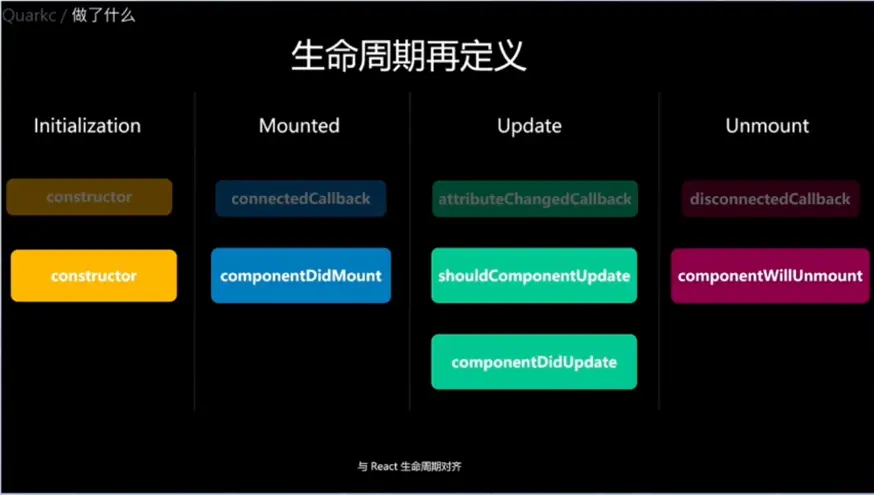 Quarkc / 做了什么
生命周期再定义
Initialization
Mounted
Update
Unmount
constructor
connectedCallback
attributeChangedCallback
disconnectedCallback
constructor
componentDidMount
shouldComponentUpdate
componentWillUnmount
componentDidUpdate
与 React 生命周期对齐